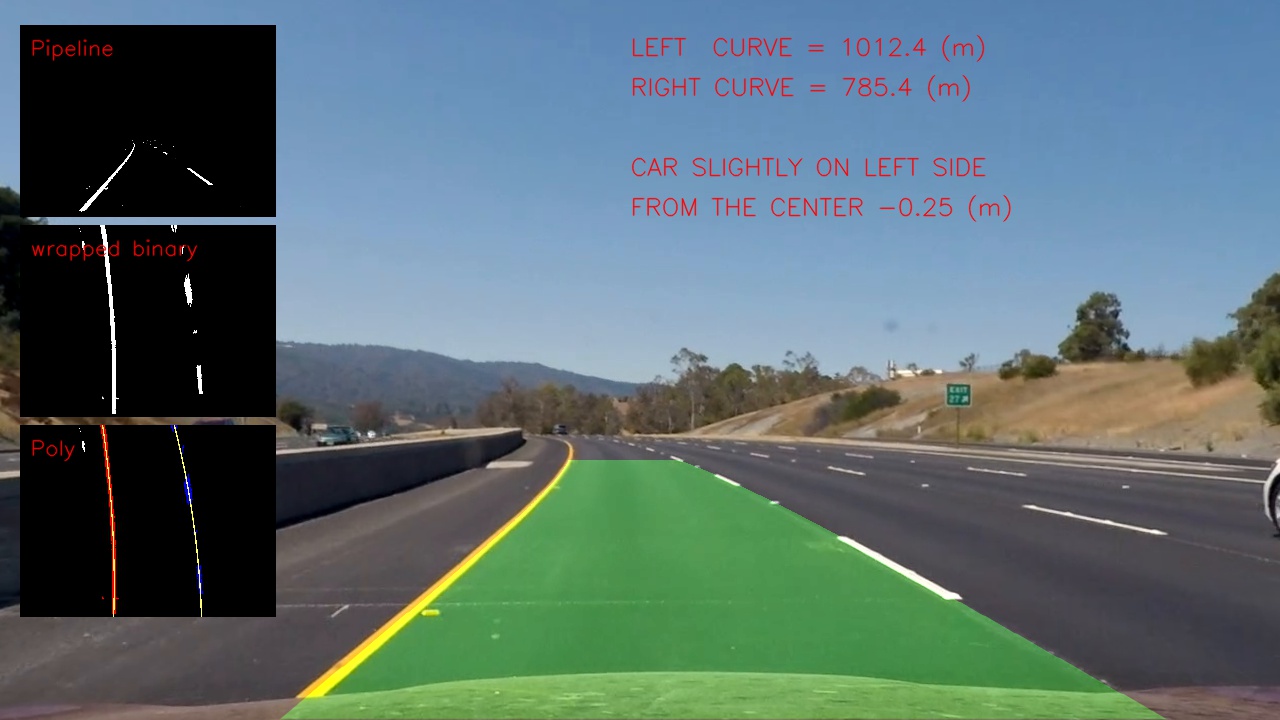 Pipeline
LEFT CURVE = 1012.4 (m)
RIGHT CURVE = 785.4 (m)
CAR SLIGHTLY ON LEFT SIDE
FROM THE CENTER -0.25 (m)
wrapped binary
Poly
EXIT
27